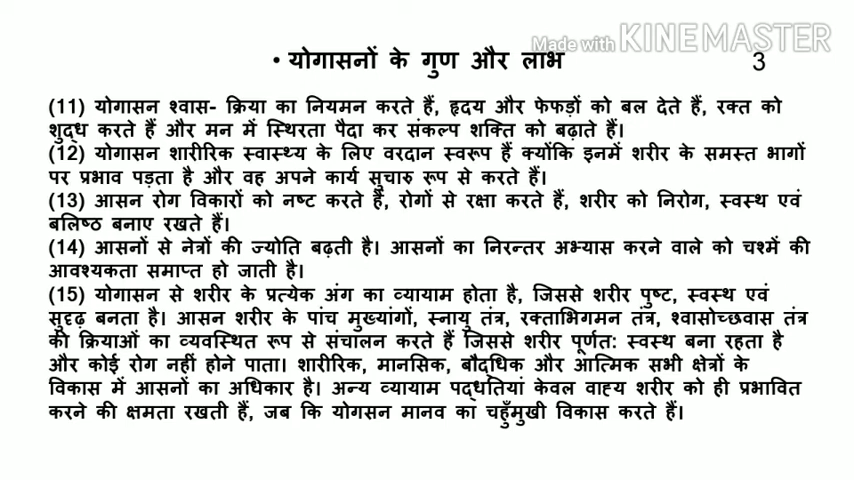 Made with KINEMASTER
• योगासनों के गुण और लाभ 3
(11) योगासन श्वास- क्रिया का नियमन करते हैं, हृदय और फेफड़ों को बल देते हैं, रक्त को
शुद्ध करते हैं और मन में स्थिरता पैदा कर संकल्प शक्ति को बढ़ाते हैं।
(12) योगासन शारीरिक स्वास्थ्य के लिए वरदान स्वरूप हैं क्योंकि इनमें शरीर के समस्त भागों
पर प्रभाव पड़ता है और वह अपने कार्य सुचारु रूप से करते हैं।
(13) आसन रोग विकारों को नष्ट करते हैं, रोगों से रक्षा करते हैं, शरीर को निरोग, स्वस्थ एवं
बलिष्ठ बनाए रखते हैं।
(14) आसनों से नेत्रों की ज्योति बढ़ती है। आसनों का निरन्तर अभ्यास करने वाले को चश्में की
आवश्यकता समाप्त हो जाती है।
(15) योगासन से शरीर के प्रत्येक अंग का व्यायाम होता है, जिससे शरीर पुष्ट, स्वस्थ एवं
सुदृढ़ बनता है। आसन शरीर के पांच मुख्यांगों, स्नायु तंत्र, रक्ताभिगमन तंत्र, श्वासोच्छवास तंत्र
की क्रियाओं का व्यवस्थित रूप से संचालन करते हैं जिससे शरीर पूर्णत: स्वस्थ बना रहता है
और कोई रोग नहीं होने पाता। शारीरिक, मानसिक, बौद्धिक और आत्मिक सभी क्षेत्रों के
विकास में आसनों का अधिकार है। अन्य व्यायाम पद्धतियां केवल वाह्य शरीर को ही प्रभावित
करने की क्षमता रखती हैं, जब कि योगसन मानव का चहुँमुखी विकास करते हैं।